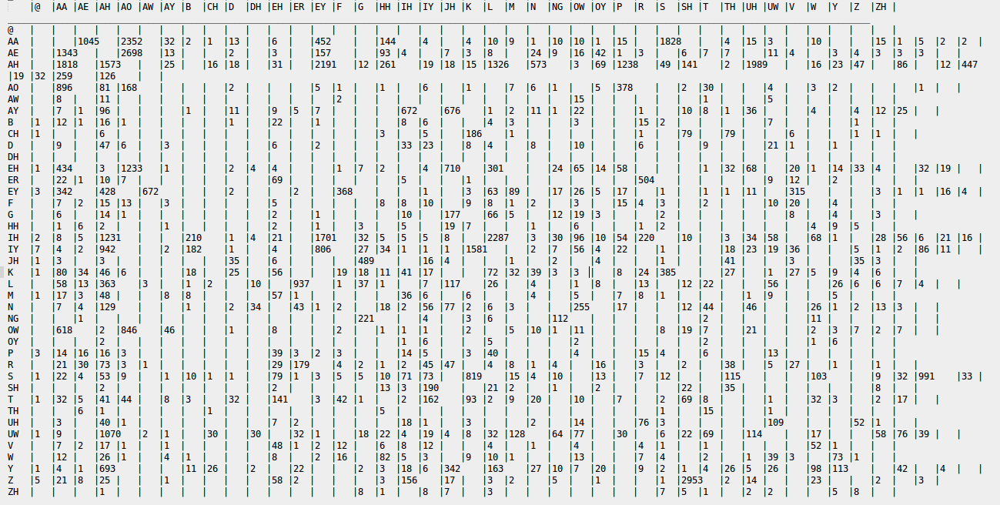 |@ |AA |AE |AH |AO |AW |AY |B |CH |D |DH |EH |ER |EY |F |G |HH |IH |IY |JH |K |L |M |N |NG |OW |OY |P |R |S |SH |T |TH |UH |UW |V |W |Y |Z |ZH |
@ | | | | | | | | | | | | | | | | | | | | | | | | | | | | | | | | | | | | | | | | |
AA | | |1045 |2352 |32 |2 |1 |13 | |6 |452 |144 |4 | |4 |10 |9 |1 |10 |10 |1 |15 |1828 |4 |15 |3 |10 | |15 |1 |5 |2 |2 |
AE | |1343 | |2698 |13 | | |2 | |3 |157 |93 |4 | |7 |3 |8 | |24 |9 |16 |42 |1 |3 | |6 |7 |7 | |11 |4 | |3 |4 |3 |3 |3 | |
AH | |1818 |1573 |25 | |16 |18 | |31 |2191 |12 |261 |19 |18 |15 |1326 |573 |3 |69 |1238 |49 |141 |2 |1989 |16 |23 |47 | |86 | |12 |447
|19 |32 |259 |126 | |
AO | |896 |81 |168 | | | |2 | | | |5 |1 | |1 | |6 | |1 | |7 |6 |1 | |5 |378 | |2 |30 | | |4 | |3 |2 | | | |1 | |
AW | |8 | |11 | | | | | | | | | |2 | | | | | | | | | | |15 | | | | | |1 | | |5 | | | | | |
AY | |7 |1 |96 | | | |1 | |11 | |9 |5 |7 | | | |672 |676 |1 |2 |11 |1 |22 | | |1 | |10 |8 |1 |36 | |4 | |4 |12 |25 | |
B |1 |12 |1 |16 |1 | | | | |1 | |22 | |1 | | | |8 |6 | | |4 |3 | | |3 | | |15 |2 | | | | |7 | | | |1 | |
CH |1 | | |6 | | | | | | | | | | | | |3 | |5 | |186 |1 | | | | | |1 | |79 |79 | |6 | | |1 |1 | |
D | |9 | |47 |6 | |3 | | | | |6 | |2 | | | |33 |23 | |8 |4 | |8 | |10 | | |6 | | |9 | | |21 |1 | |1 | | |
DH | | | | | | | | | | | | | | | | | | | | | | | | | | | | | | | | | | | | | | | | |
EH |1 |434 |3 |1233 |1 | | |2 |4 |4 | | |1 |7 |2 | |4 |710 |301 | |24 |65 |14 |58 | | | |1 |32 |68 | |20 |1 |14 |33 |4 | |32 |19 | |
ER | |22 |1 |10 |7 | | | | | | |69 | | | | | |5 | | |1 | | | | | | | |504 | | | | |9 |12 | |2 | | |
EY |3 |342 |428 |672 | | |2 | | |2 |368 | | | |1 | |3 |63 |89 | |17 |26 |5 |17 | |1 | |1 |1 |11 | |315 | | |3 |1 |1 |16 |4 |
F | |7 |2 |15 |13 | |3 | | | | |5 | | | | |8 |8 |10 | |9 |8 |1 |2 | |3 | |15 |4 |3 | |2 | | |10 |20 | |4 | | |
G | |6 | |14 |1 | | | | | | |2 | |1 | | | |10 | |177 |66 |5 | |12 |19 |3 | | |2 | | | | | |8 | |4 | |3 | |
HH | |1 |6 |2 | | |1 | | | | |2 | |1 | |3 | |5 | |19 |7 | | |1 | |6 | | |1 |2 | | | | | | |4 |9 |5 | |
IH |2 |8 |5 |1231 |210 |1 |4 |21 |1701 |32 |5 |5 |5 |8 | |2287 |3 |30 |96 |10 |54 |220 |10 | |3 |34 |58 | |68 |1 | |28 |56 |6 |21 |16 |
IY |7 |4 |2 |942 | |2 |182 |1 | |4 |806 |27 |34 |1 |1 |1 |1581 |2 |7 |56 |4 |22 | |1 | | |18 |23 |19 |36 | | |5 |1 |2 |86 |11 | |
JH |1 |3 | |3 | | | | | |35 | |6 | | | |489 |16 |4 | | |1 | |2 | |4 | | |1 | | |41 | | |3 | | |35 |3 | |
K |1 |80 |34 |46 |6 | | |18 | |25 | |56 | | |19 |18 |11 |41 |17 | | |72 |32 |39 |3 |3 | |8 |24 |385 |27 | |1 |27 |5 |9 |4 |6 | |
L | |58 |13 |363 |3 | |1 |2 | |10 |937 |1 |37 |1 | |7 |117 |26 | |4 | |1 |8 | |13 | |12 |22 | | |56 | | |26 |6 |6 |7 |4 | |
M |1 |17 |3 |48 | | |8 |8 | | | |57 |1 | | | | |36 |6 | |6 | | |4 | |5 | |7 |8 |1 | | | |1 |9 | | |5 | | |
N | |7 |4 |129 | | |1 | |2 |34 |43 |1 |2 | |18 |2 |56 |77 |2 |6 |3 | | |255 |17 | | |12 |44 | |46 | | |26 |1 |2 |13 |3 | |
NG | | |1 | | | | | | | | | | | | |221 | |4 | |3 |6 | | |112 | | | | | | |2 | | | | |11 | | | | |
OW | |618 |2 |846 |46 | | |1 | |8 | | |2 | |1 |1 |1 | |2 | |5 |10 |1 |11 | | | |8 |19 |7 | |21 | | |2 |3 |7 |2 |7 | |
OY | | | |2 | | | | | | | | | | | | | |1 |6 | | |5 | | | |2 | | | | | |2 | | | | |1 |6 | | |
P |3 |14 |16 |16 |3 | | | | | | |39 |3 |2 |3 | | |14 |5 | |3 |40 | | | |4 | | |15 |4 | |6 | | |13 | | | | | |
R | |21 |30 |73 |3 |1 | | | | | |29 |179 | |4 |2 |1 |2 |45 |47 | |4 |8 |1 |4 | |16 | |3 | |2 | |38 | |5 |27 | |1 | |1 | |
S |1 |22 |4 |53 |9 | |1 |10 |1 |1 | |79 |1 |3 |5 |5 |10 |71 |73 | |819 |15 |4 |10 | |13 | |7 |12 | | |115 | | |103 | |9 |32 |991 |33 |
SH | | | |2 | | | | | | | |2 | | | | |13 |3 |190 | | |21 |2 | |1 | |2 | | | |22 | |35 | | | | | | |8 | |
T |1 |32 |5 |41 |44 | |8 |3 | |32 | |141 |3 |42 |1 | |2 |162 |93 |2 |9 |20 | |10 | |7 | |2 |69 |8 | | |1 | |32 |3 | |2 |17 | |
TH | | |6 |1 | | | | |1 | | | | | | | |5 | | | | | | | | | | | | |1 | |15 | | |1 | | | | | |
UH | |3 | |40 |1 | | | | | | |7 |2 | | | | |18 |1 | |3 | | |2 | |14 | | |76 |3 | | | | |109 | | |52 |1 | |
UW |1 |9 | |1070 |2 |1 | |30 | |30 | |32 |1 | |18 |22 |4 |19 |4 |8 |32 |128 |64 |77 | |30 | |6 |22 |69 | |114 | |17 | | |58 |76 |39 | |
V | |7 |2 |17 |1 | |1 | | | | |48 |1 |2 |12 | |6 |8 |12 | | |4 | |1 | |4 | | |4 |1 | |1 | | | | |52 |1 | | |
W | |12 | |26 |1 | |4 |1 | | | |8 | |2 |16 | |82 |5 |3 | |9 |10 |1 | | |13 | | |7 |4 | |2 | |1 |39 |3 | |73 |1 | |
Y |1 |4 |1 |693 | | |11 |26 | |2 | |22 | | |2 |3 |18 |6 |342 |163 |27 |10 |7 |20 | |9 |2 |1 |4 |26 |5 |26 | |98 |113 | |42 | |4 | |
Z |5 |21 |8 |25 | | |1 | | | | |58 |2 | | | |3 |156 |17 | |3 |2 | |5 | |1 | | |1 |2953 |2 |14 | | |23 | | |2 | |3 |
ZH | | | |1 | | | | | | | | | | | |8 |1 | |8 |7 | |3 | | | | | | | |7 |5 |1 | |2 |2 | | |5 |8 | |